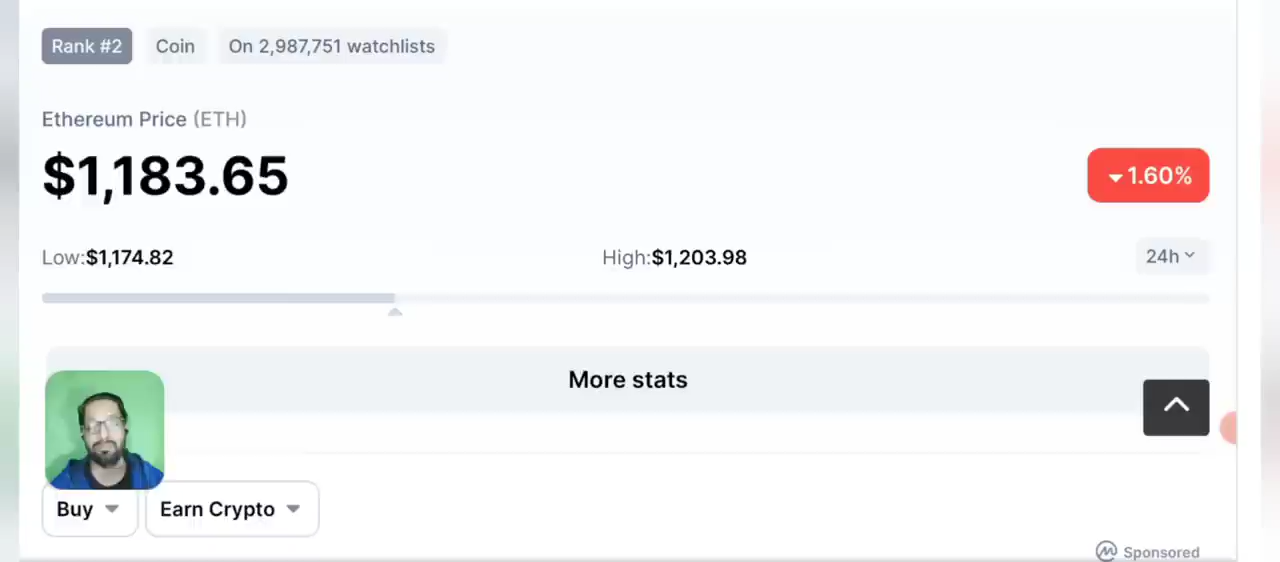 Rank #2 Coin On 2,987,751 watchlists
Ethereum Price (ETH)
$1,183.65 1.60%
Low:$1,174.82 High:$1,203.98 24h
More stats
Buy Earn Crypto
Sponsored